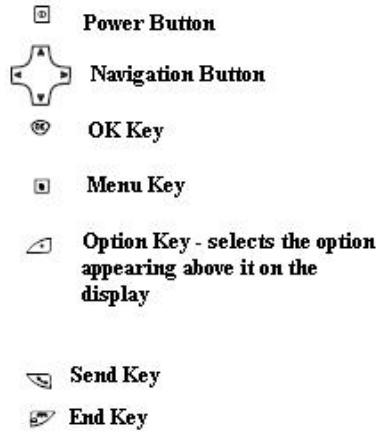 Power Button
Navigation Button
OK Key
Menu Key
Option Key - selects the option
appearing above it on the
display
Send Key
End Key